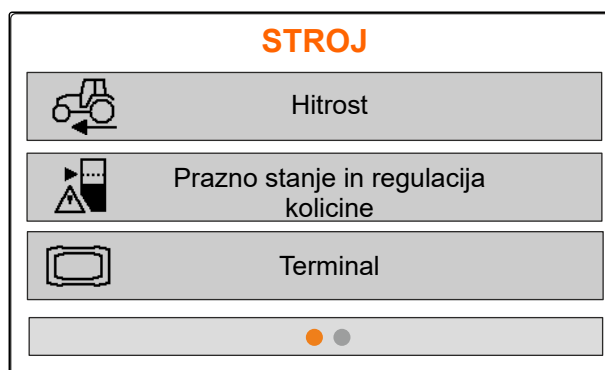 STROJ
Hitrost
Prazno stanje in regulacija
kolicine
Terminal